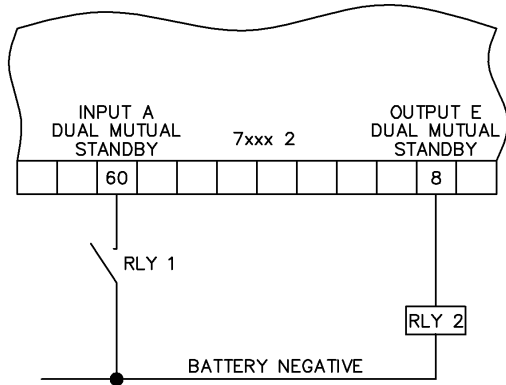 INPUT A
DUAL MUTUAL
STANDBY
7xxx 2
OUTPUT E
DUAL MUTUAL
STANDBY
60
8
RLY 1
RLY 2
BATTERY NEGATIVE